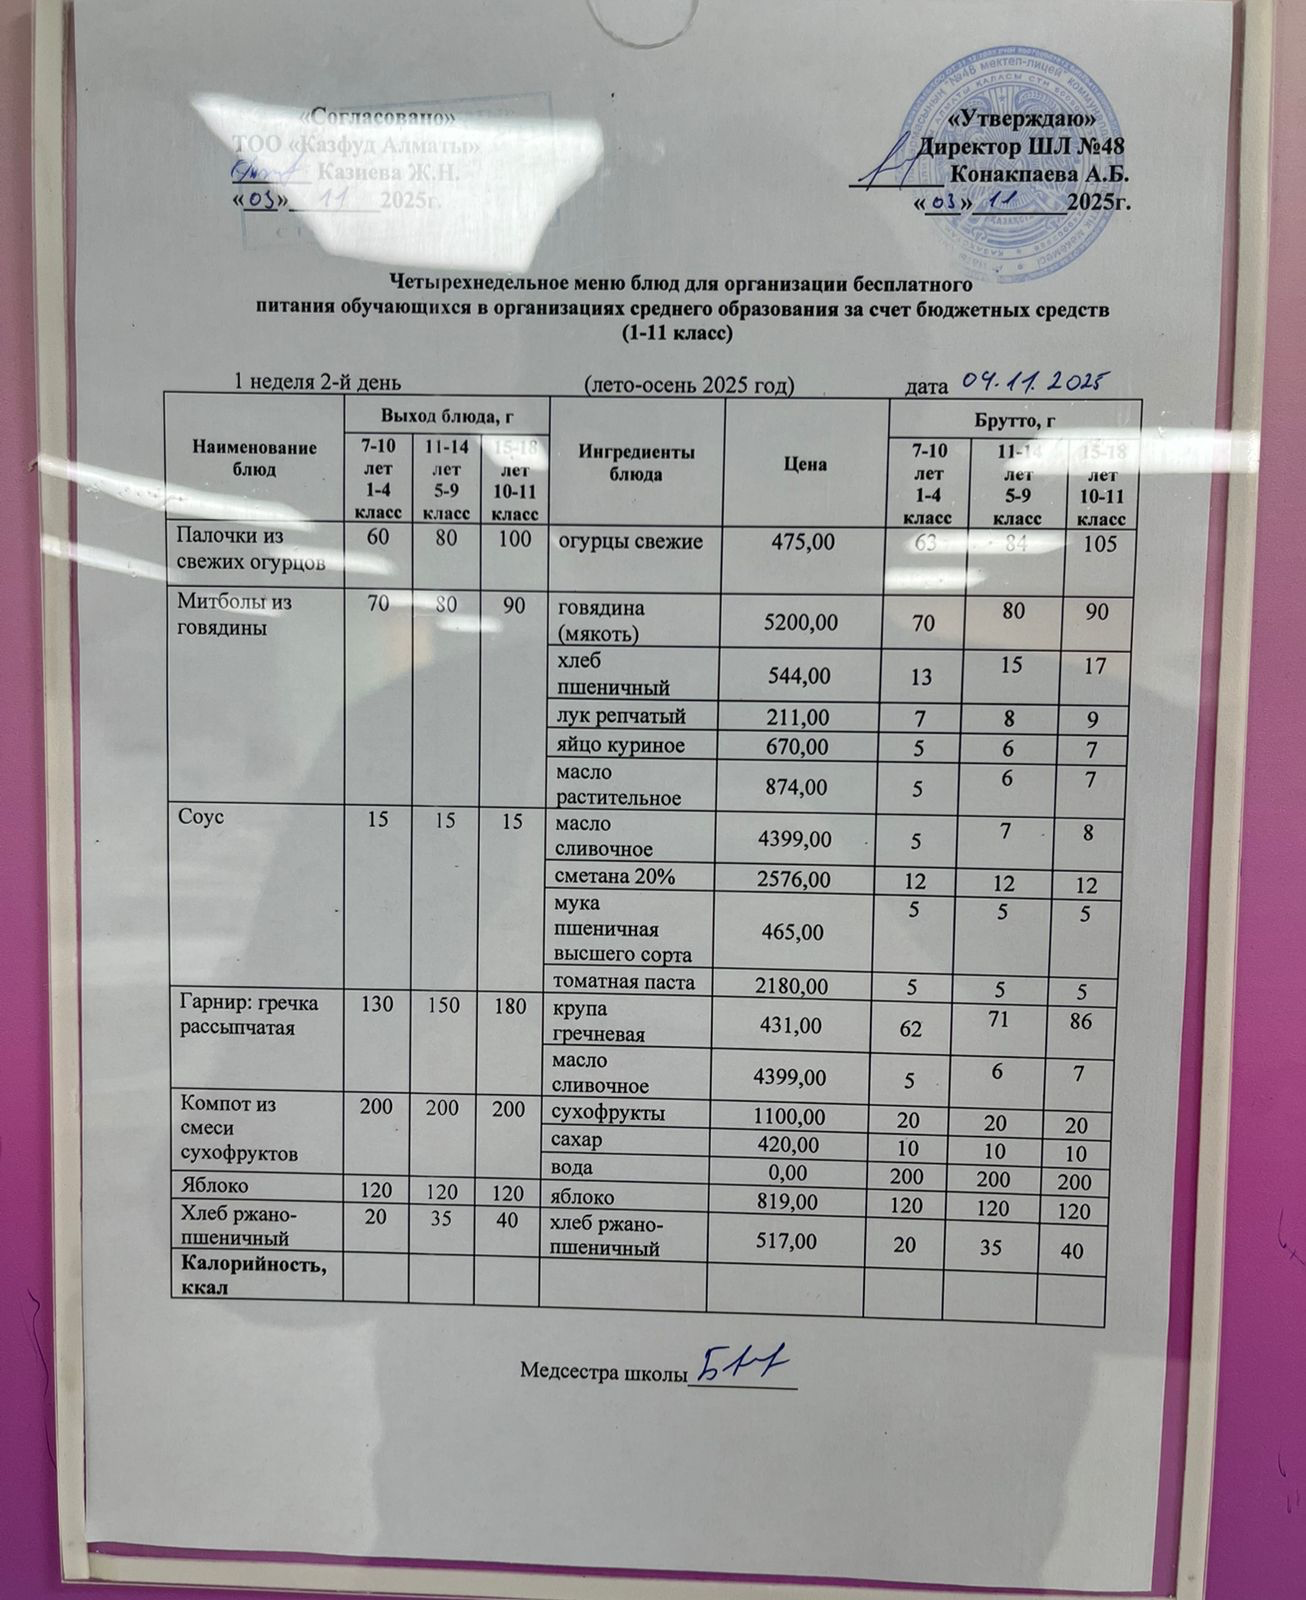 «Согласовано»
ТОО «Казфуд Алматы»
Казиева Ж.Н.
«03» 11 2025г.
«Утверждаю»
Директор ШЛ №48
Конакпаева А.Б.
«03» 11 2025г.
Четырехнедельное меню блюд для организации бесплатного
питания обучающихся в организациях среднего образования за счет бюджетных средств
(1-11 класс)
1 неделя 2-й день (лето-осень 2025 год) дата 04.11.2025
Наименование блюд | Выход блюда, г | Ингредиенты блюда | Цена | Брутто, г
7-10 лет 1-4 класс | 11-14 лет 5-9 класс | 15-18 лет 10-11 класс | 7-10 лет 1-4 класс | 11-14 лет 5-9 класс | 15-18 лет 10-11 класс
Палочки из свежих огурцов | 60 | 80 | 100 | огурцы свежие | 475,00 | 63 | 84 | 105
Митболы из говядины | 70 | 80 | 90 | говядина (мякоть) | 5200,00 | 70 | 80 | 90
хлеб пшеничный | 544,00 | 13 | 15 | 17
лук репчатый | 211,00 | 7 | 8 | 9
яйцо куриное | 670,00 | 5 | 6 | 7
масло растительное | 874,00 | 5 | 6 | 7
Соус | 15 | 15 | 15 | масло сливочное | 4399,00 | 5 | 7 | 8
сметана 20% | 2576,00 | 12 | 12 | 12
мука пшеничная высшего сорта | 465,00 | 5 | 5 | 5
томатная паста | 2180,00 | 5 | 5 | 5
Гарнир: гречка рассыпчатая | 130 | 150 | 180 | крупа гречневая | 431,00 | 62 | 71 | 86
масло сливочное | 4399,00 | 5 | 6 | 7
Компот из смеси сухофруктов | 200 | 200 | 200 | сухофрукты | 1100,00 | 20 | 20 | 20
сахар | 420,00 | 10 | 10 | 10
вода | 0,00 | 200 | 200 | 200
Яблоко | 120 | 120 | 120 | яблоко | 819,00 | 120 | 120 | 120
Хлеб ржано-пшеничный | 20 | 35 | 40 | хлеб ржано-пшеничный | 517,00 | 20 | 35 | 40
Калорийность, ккал
Медсестра школы